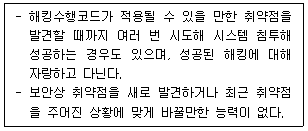 - 해킹수행코드가 적용될 수 있을 만한 취약점을
발견할 때까지 여러 번 시도해 시스템 침투해
성공하는 경우도 있으며, 성공된 해킹에 대해
자랑하고 다닌다.
- 보안상 취약점을 새로 발견하거나 최근 취약점
을 주어진 상황에 맞게 바꿀만한 능력이 없다.